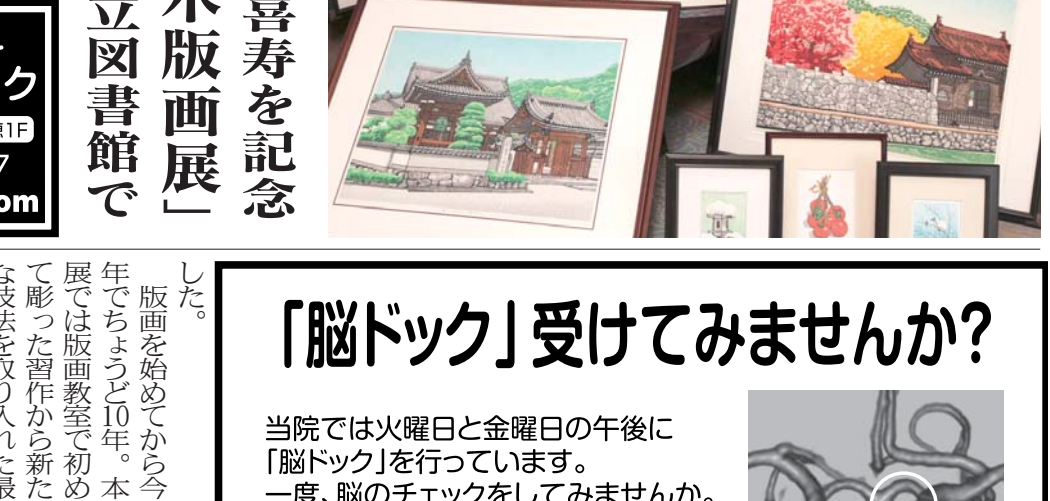 喜寿を記念
木版画展」
立図書館で
ク
1F
7
om
した。
版画を始めてから今
年でちょうど10年。本
展では版画教室で初め
て彫った習作から新た
な技法を取り入れた最
「脳ドック」受けてみませんか?
当院では火曜日と金曜日の午後に
「脳ドック」を行っています。
一度、脳のチェックをしてみませんか。